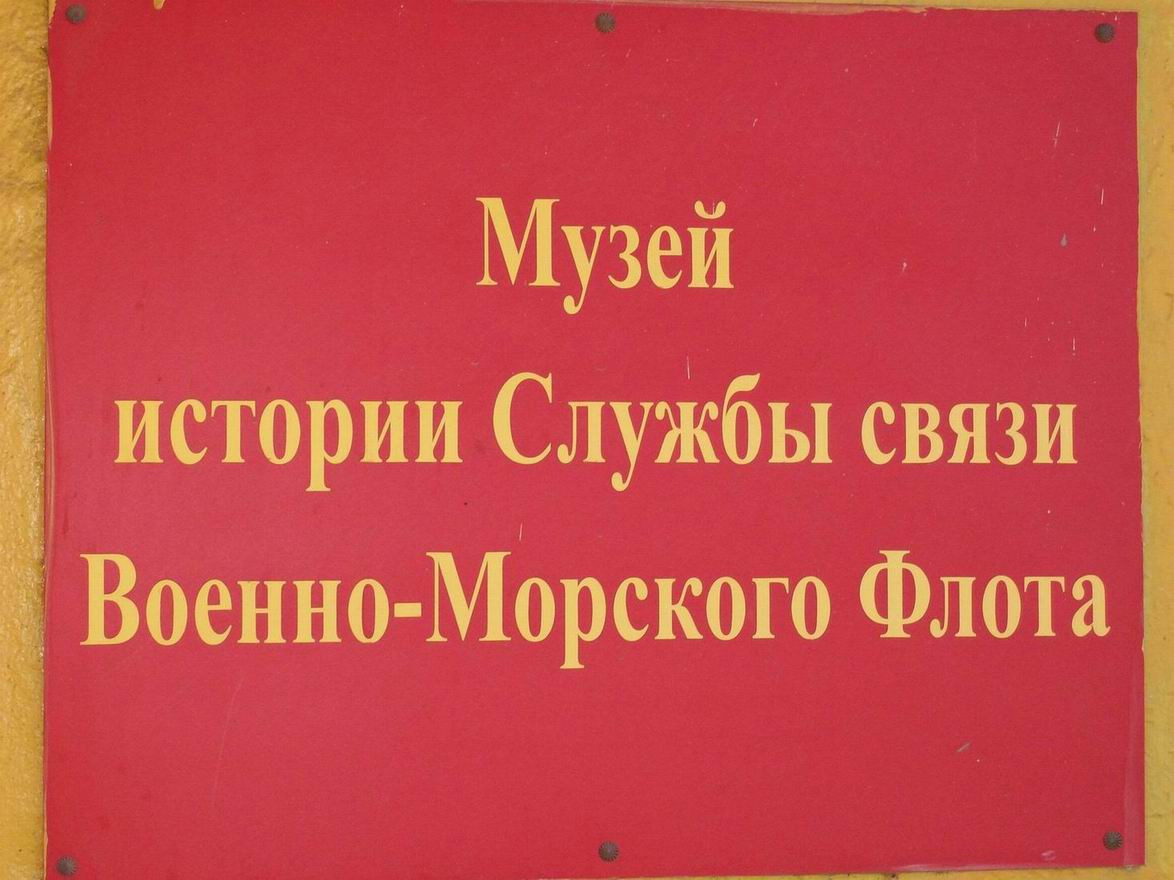 Музей
истории Службы связи
Военно-Морского Флота